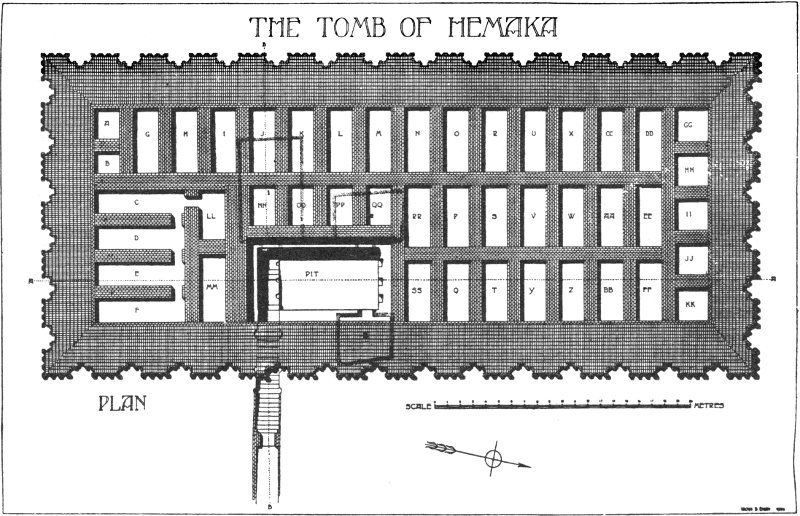 THE TOMB OF HEMAKA
B
A G H I J K L M N O R U X CC DD GG
B HH
C LL NN OO PP QQ RR P S V W AA EE II
D
E MM PIT JJ
A A
F SS Q T Y Z BB FF KK
PLAN
SCALE METRES
B